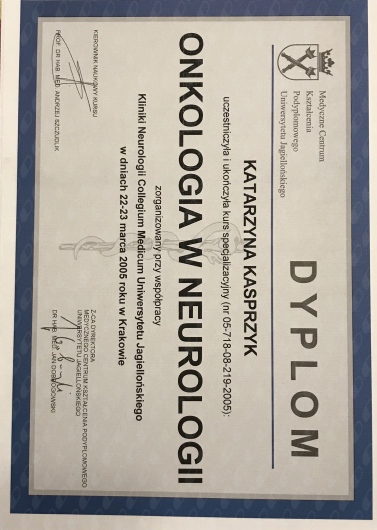 Medyczne Centrum
Kształcenia
Podyplomowego
Uniwersytetu Jagiellońskiego
DYPLOM
KATARZYNA KASPRZYK
uczestniczyła i ukończyła kurs specjalizacyjny (nr 05-718-08-219-2005):
ONKOLOGIA W NEUROLOGII
zorganizowany przy współpracy
Kliniki Neurologii Collegium Medicum Uniwersytetu Jagiellońskiego
w dniach 22-23 marca 2005 roku w Krakowie
KIEROWNIK NAUKOWY KURSU
PROF. DR HAB. MED. ANDRZEJ SZCZUDLIK
Z-CA DYREKTORA
MEDYCZNEGO CENTRUM KSZTAŁCENIA PODYPLOMOWEGO
UNIWERSYTETU JAGIELLOŃSKIEGO
DR HAB. MED. JAN DOBROGOWSKI